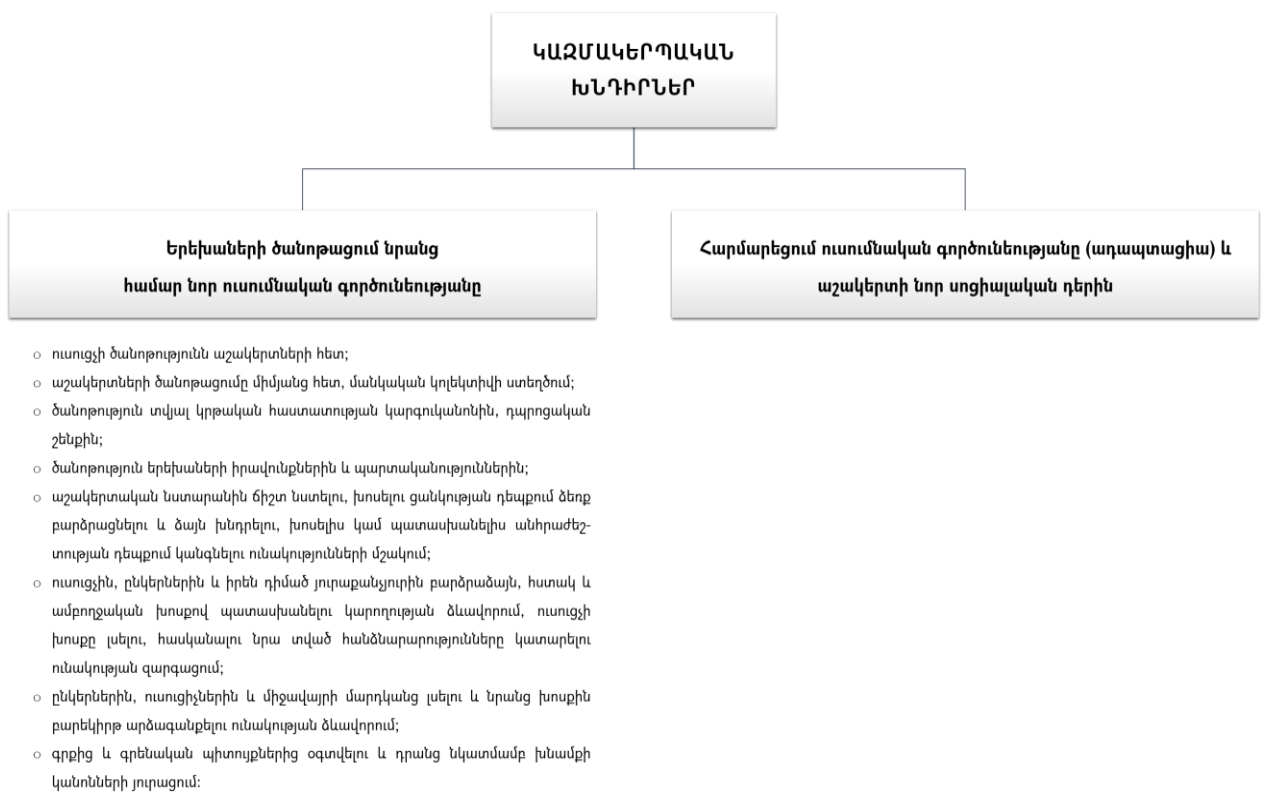 ԿԱԶՄԱԿԵՐՊԱԿԱՆ
ԽՆԴԻՐՆԵՐ
Երեխաների ծանոթացում նրանց
համար նոր ուսումնական գործունեությանը
Հարմարեցում ուսումնական գործունեությանը (ադապտացիա) և
աշակերտի նոր սոցիալական դերին
o ուսուցչի ծանոթությունն աշակերտների հետ;
o աշակերտների ծանոթացումը միմյանց հետ, մանկական կոլեկտիվի ստեղծում;
o ծանոթություն տվյալ կրթական հաստատության կարգուկանոնին, դպրոցական
շենքին;
o ծանոթություն երեխաների իրավունքներին և պարտականություններին;
o աշակերտական նստարանին ճիշտ նստելու, խոսելու ցանկության դեպքում ձեռք
բարձրացնելու և ձայն խնդրելու, խոսելիս կամ պատասխանելիս անհրաժեշ-
տության դեպքում կանգնելու ունակությունների մշակում;
o ուսուցչին, ընկերներին և իրեն դիմած յուրաքանչյուրին բարձրաձայն, հստակ և
ամբողջական խոսքով պատասխանելու կարողության ձևավորում, ուսուցչի
խոսքը լսելու, հասկանալու նրա տված հանձնարարությունները կատարելու
ունակության զարգացում;
o ընկերներին, ուսուցիչներին և միջավայրի մարդկանց լսելու և նրանց խոսքին
բարեկիրթ արձագանքելու ունակության ձևավորում;
o գրքից և գրենական պիտույքներից օգտվելու և դրանց նկատմամբ խնամքի
կանոնների յուրացում: